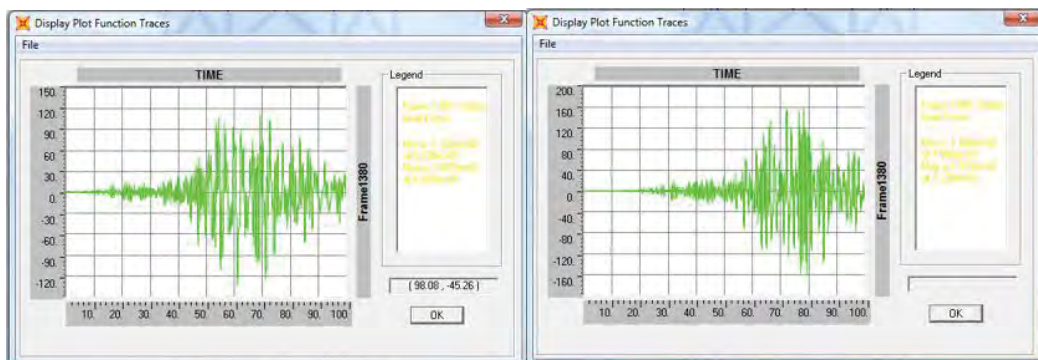 Display Plot Function Traces
File
TIME
Legend
150.
120.
90.
60.
30.
0.
-30.
-60.
-90.
-120.
Frame1380
( 98.08 , -45.26 )
10. 20. 30. 40. 50. 60. 70. 80. 90. 100.
OK
Display Plot Function Traces
File
TIME
Legend
200.
160.
120.
80.
40.
0.
-40.
-80.
-120.
-160.
Frame1380
10. 20. 30. 40. 50. 60. 70. 80. 90. 100.
OK